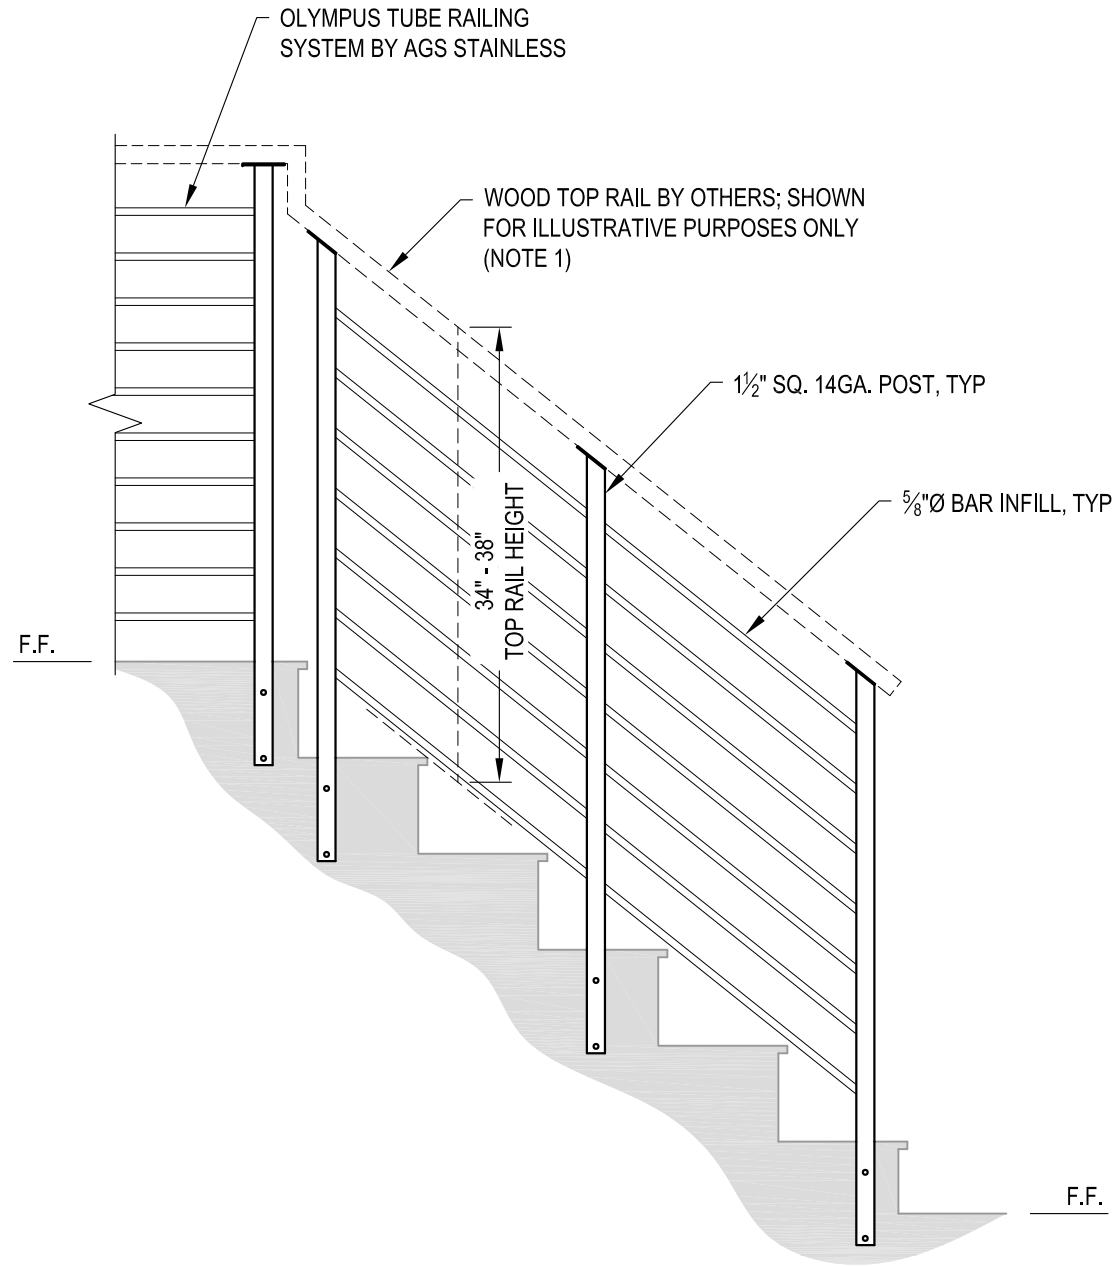 OLYMPUS TUBE RAILING
SYSTEM BY AGS STAINLESS
WOOD TOP RAIL BY OTHERS; SHOWN
FOR ILLUSTRATIVE PURPOSES ONLY
(NOTE 1)
1½" SQ. 14GA. POST, TYP
⅝"Ø BAR INFILL, TYP
34" - 38"
TOP RAIL HEIGHT
F.F.
F.F.